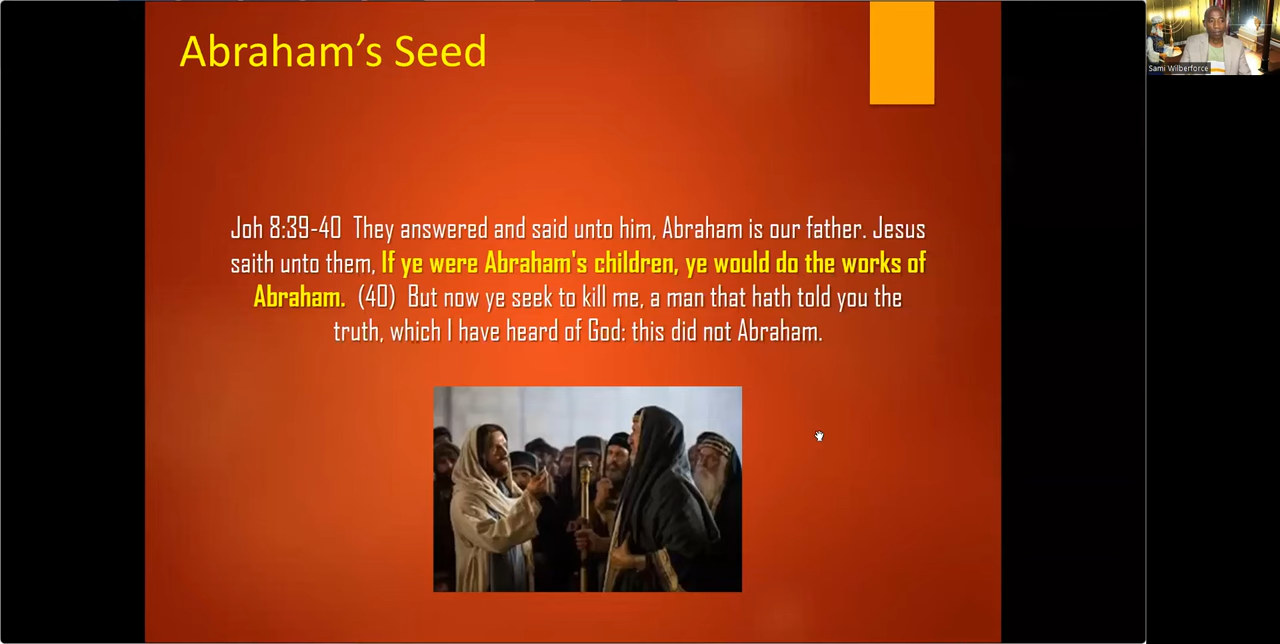 Abraham's Seed
Joh 8:39-40 They answered and said unto him, Abraham is our father. Jesus
saith unto them, If ye were Abraham's children, ye would do the works of
Abraham. (40) But now ye seek to kill me, a man that hath told you the
truth, which I have heard of God: this did not Abraham.
Sami Wilberforce